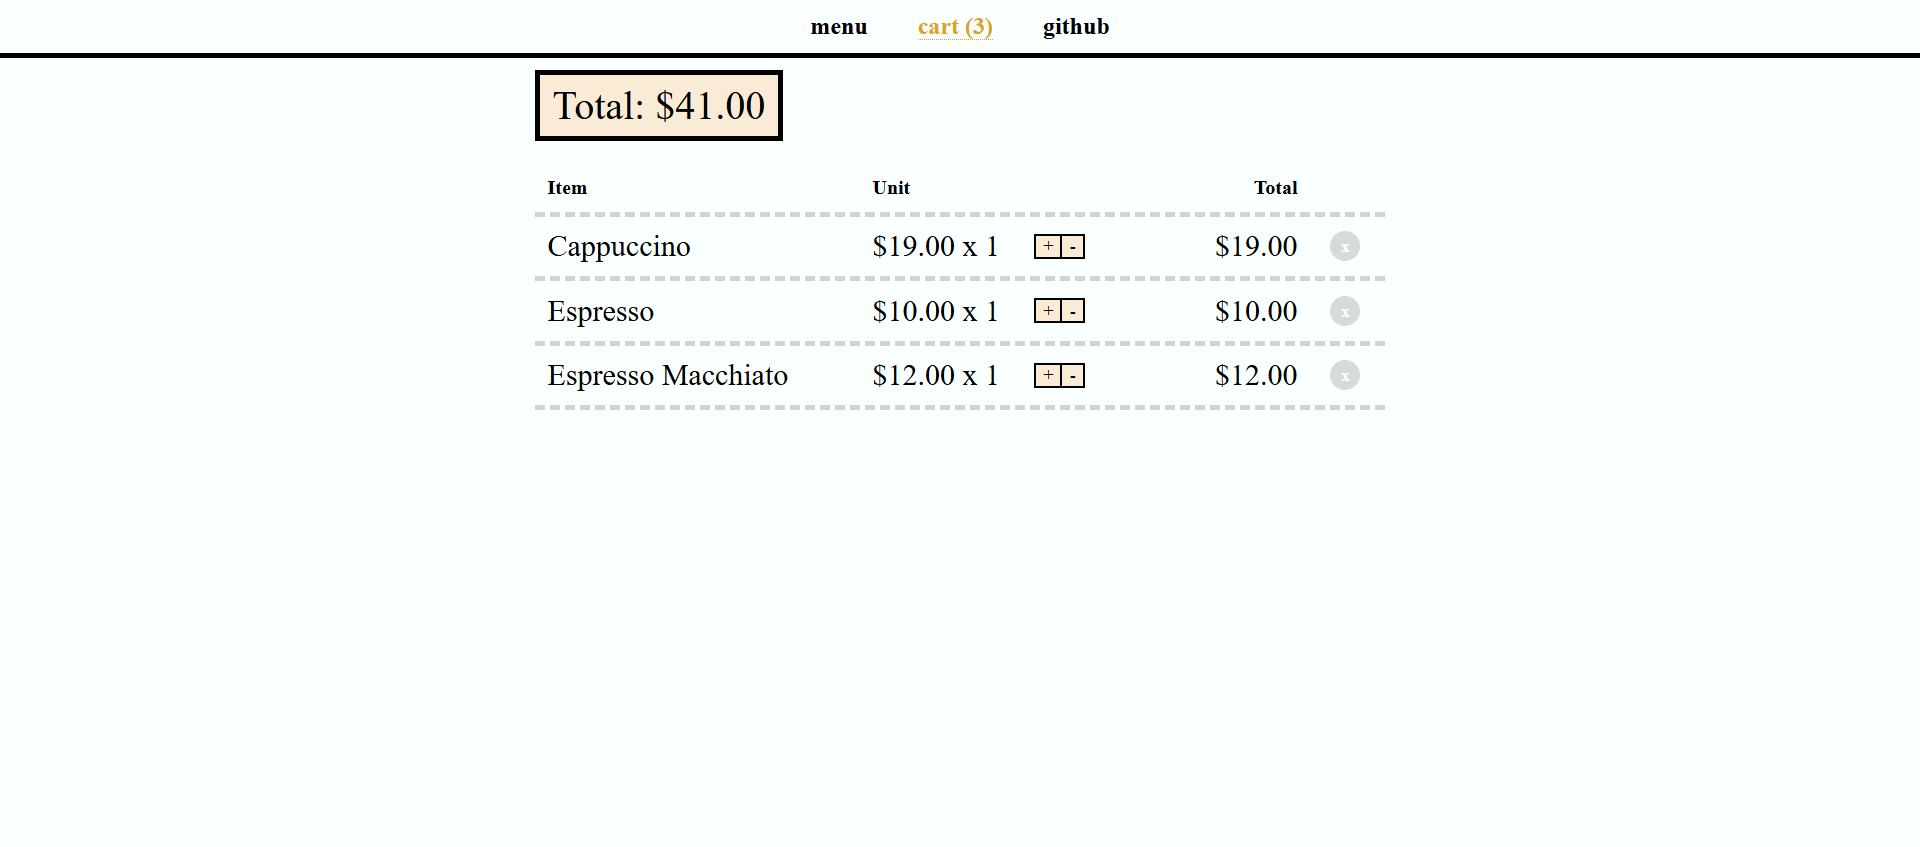 menu cart (3) github
Total: $41.00
Item Unit Total
Cappuccino $19.00 x 1 + - $19.00 x
Espresso $10.00 x 1 + - $10.00 x
Espresso Macchiato $12.00 x 1 + - $12.00 x